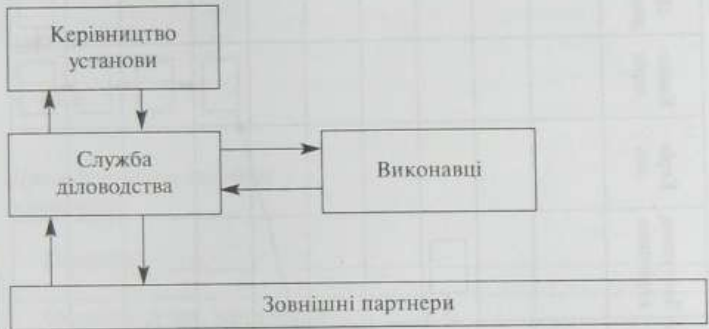 Керівництво
установи
Служба
діловодства
Виконавці
Зовнішні партнери